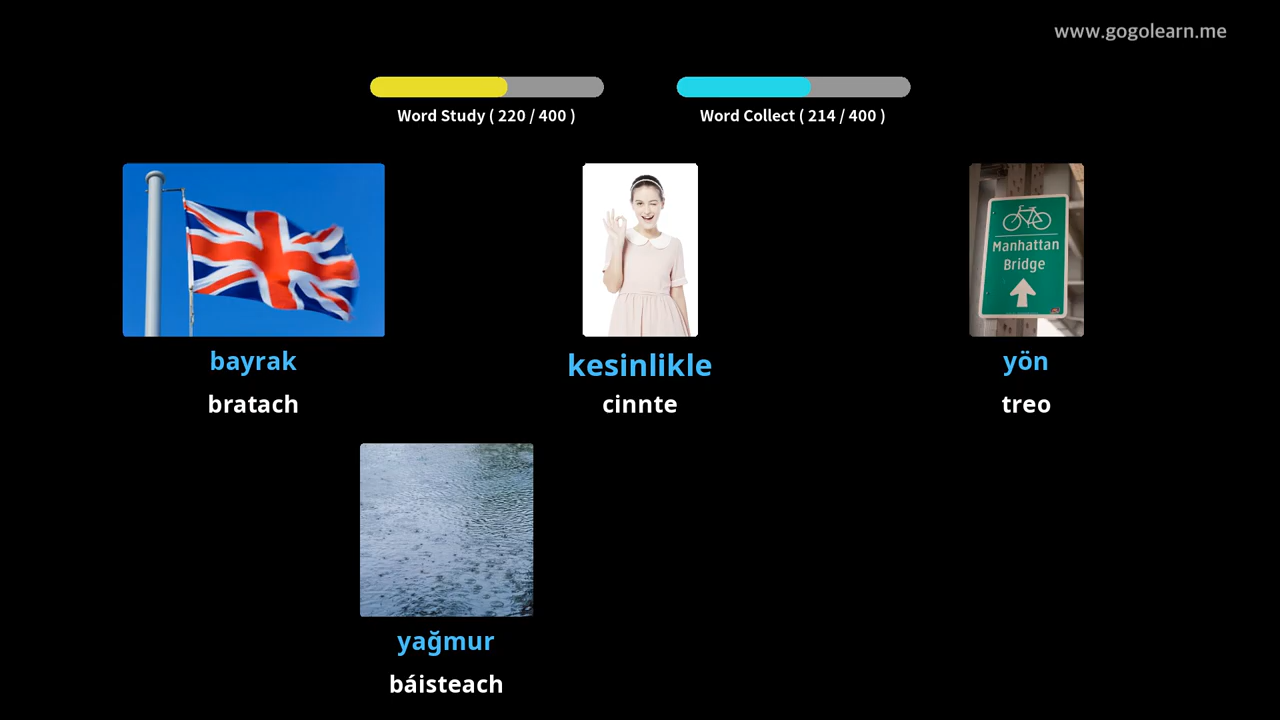 www.gogolearn.me
Word Study ( 220 / 400 )
Word Collect ( 214 / 400 )
Manhattan
Bridge
bayrak
kesinlikle
yön
bratach
cinnte
treo
yağmur
báisteach